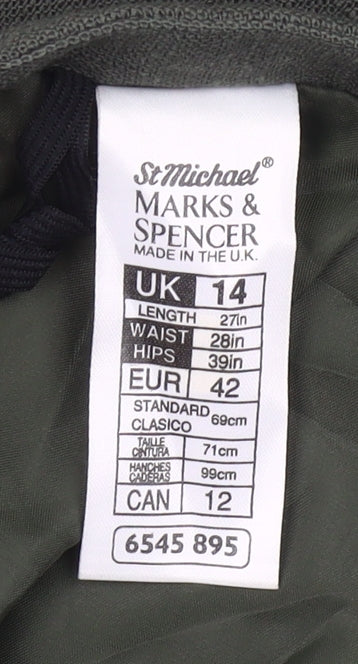 St Michael®
MARKS &
SPENCER
MADE IN THE U.K.
UK 14
LENGTH 27in
WAIST 28in
HIPS 39in
EUR 42
STANDARD 69cm
CLASICO
TAILLE 71cm
CINTURA
HANCHES 99cm
CADERAS
CAN 12
6545 895